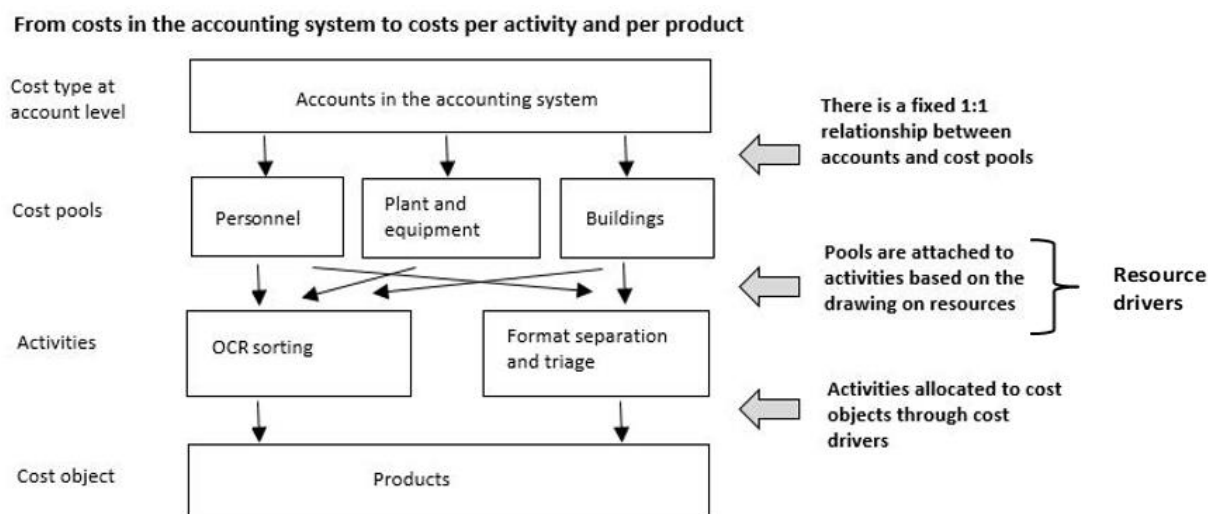 From costs in the accounting system to costs per activity and per product
Cost type at
account level
Accounts in the accounting system
There is a fixed 1:1
relationship between
accounts and cost pools
Cost pools
Personnel
Plant and
equipment
Buildings
Pools are attached to
activities based on the
drawing on resources
Resource
drivers
Activities
OCR sorting
Format separation
and triage
Activities allocated to cost
objects through cost
drivers
Cost object
Products